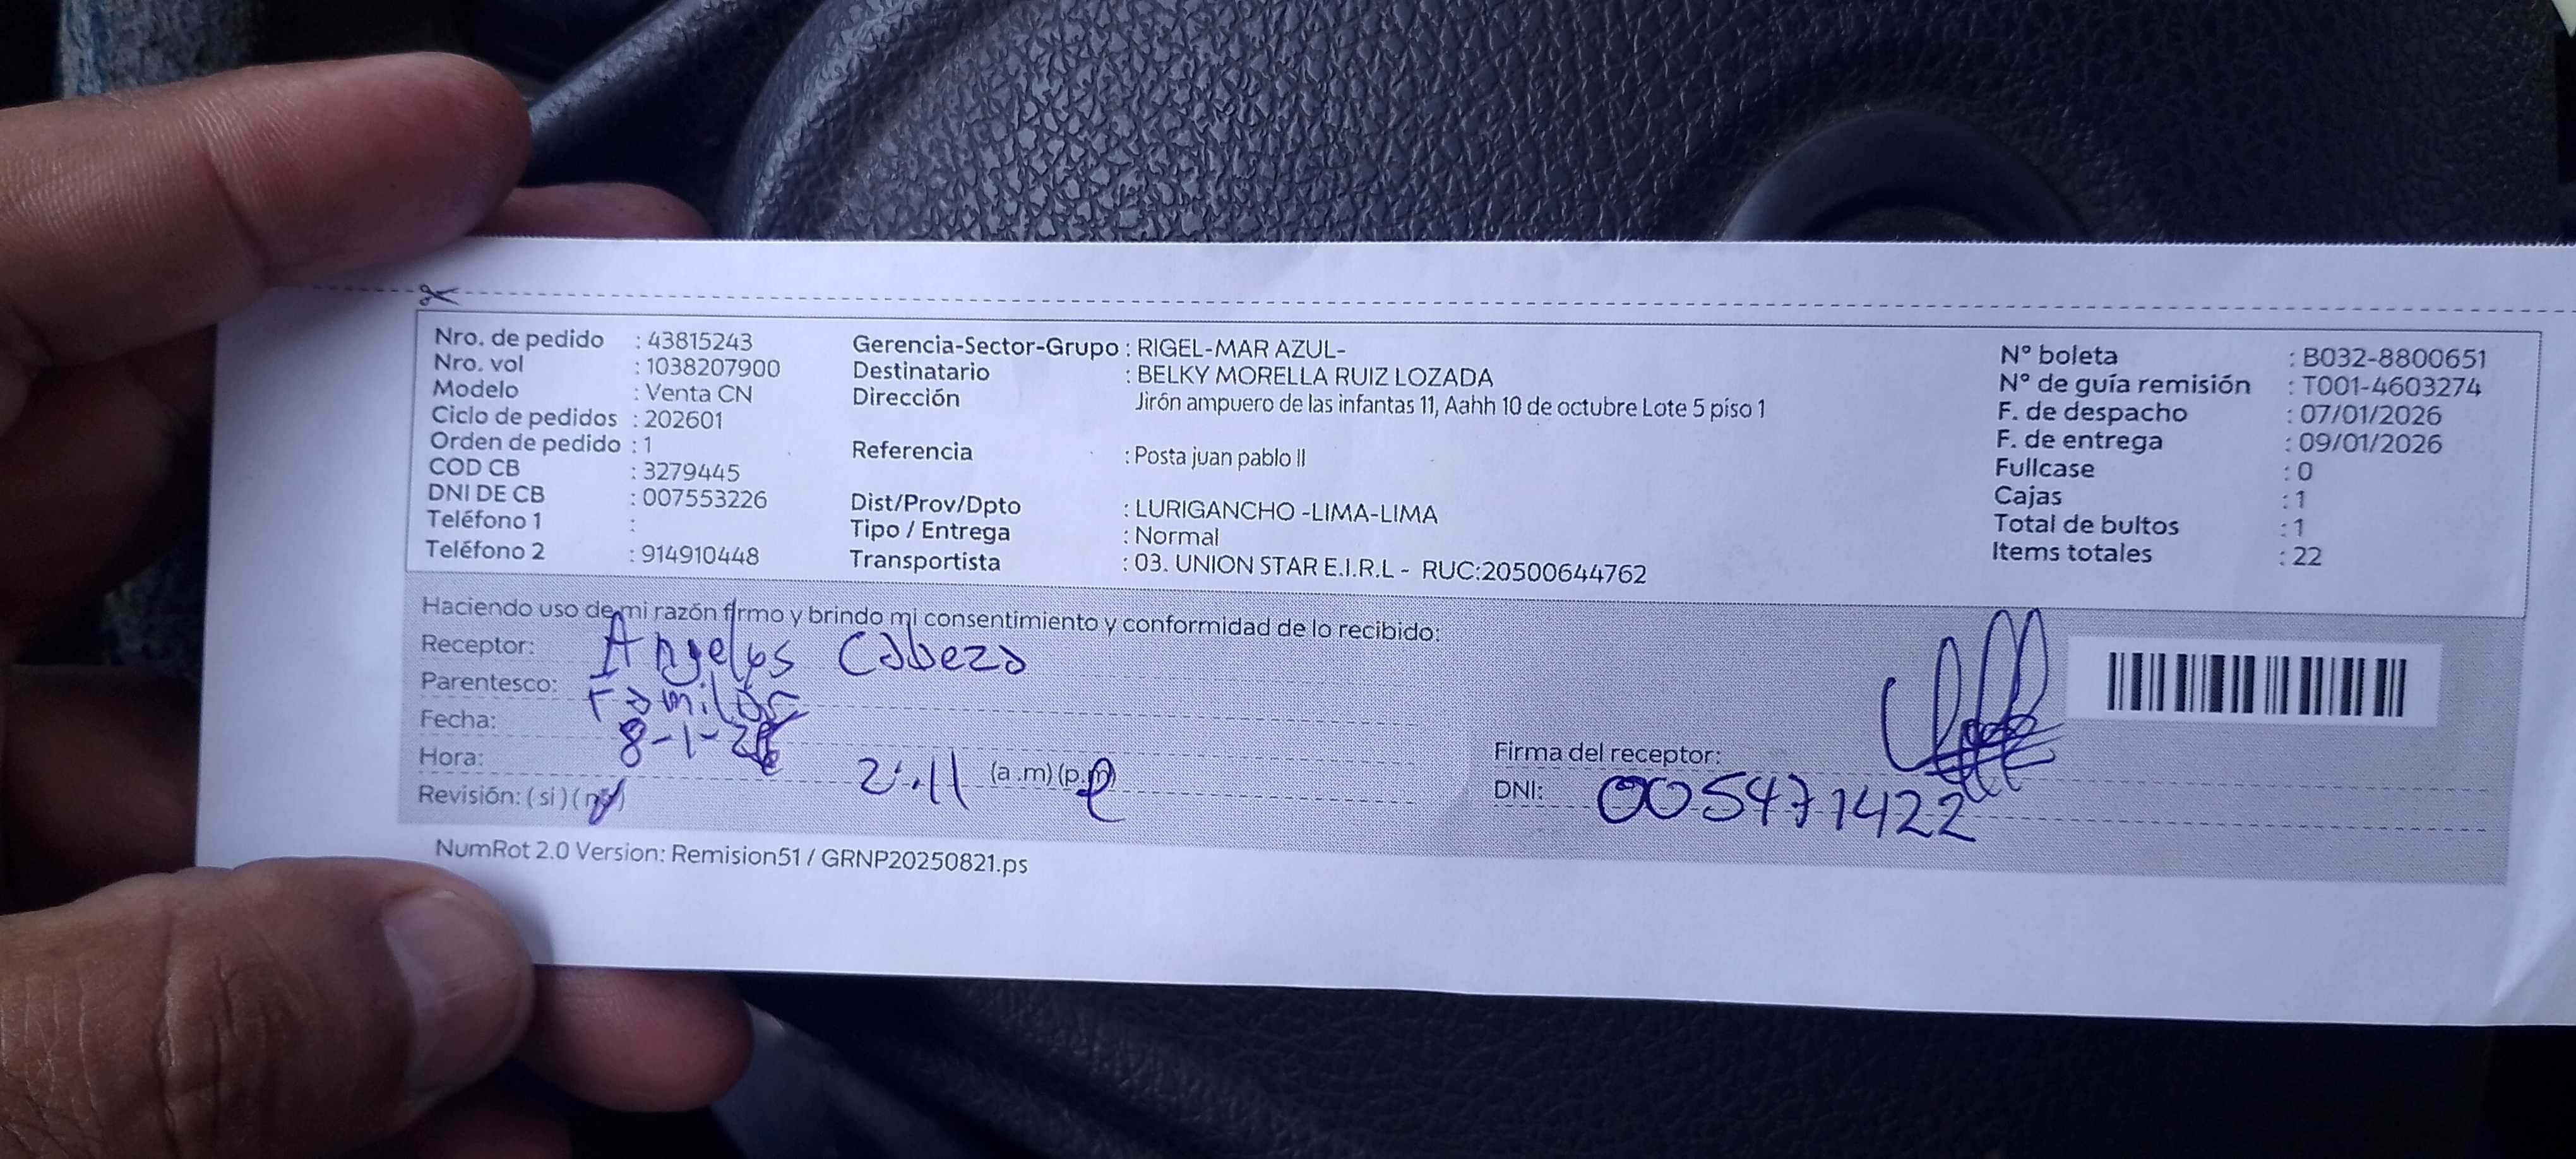 Nro. de pedido : 43815243
Nro. vol : 1038207900
Modelo : Venta CN
Ciclo de pedidos : 202601
Orden de pedido : 1
COD CB : 3279445
DNI DE CB : 007553226
Teléfono 1 :
Teléfono 2 : 914910448
Gerencia-Sector-Grupo : RIGEL-MAR AZUL-
Destinatario : BELKY MORELLA RUIZ LOZADA
Dirección Jirón ampuero de las infantas 11, Aahh 10 de octubre Lote 5 piso 1
Referencia : Posta juan pablo II
Dist/Prov/Dpto : LURIGANCHO -LIMA-LIMA
Tipo / Entrega : Normal
Transportista : 03. UNION STAR E.I.R.L - RUC:20500644762
N° boleta : B032-8800651
N° de guía remisión : T001-4603274
F. de despacho : 07/01/2026
F. de entrega : 09/01/2026
Fullcase : 0
Cajas : 1
Total de bultos : 1
Items totales : 22
Haciendo uso de mi razón firmo y brindo mi consentimiento y conformidad de lo recibido:
Receptor: Cabeza
Parentesco: Familar
Fecha: 8-1-
Hora: 2:11 (a.m) (p.m)
Revisión: (si) (no)
Firma del receptor:
DNI: 005471422
NumRot 2.0 Version: Remision51 / GRNP20250821.ps